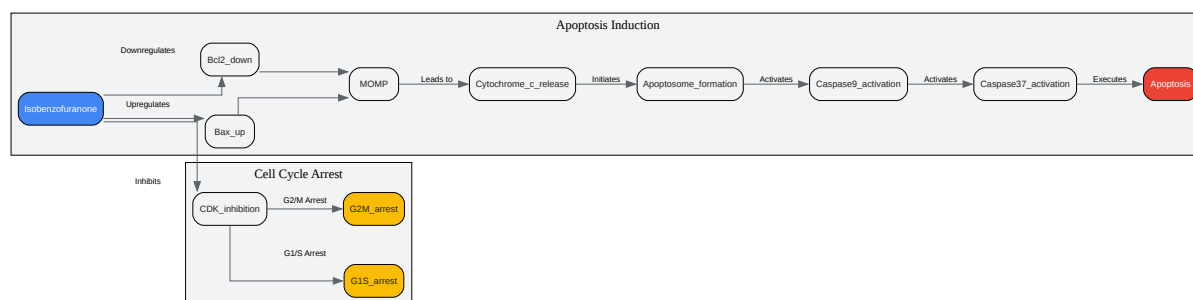 Apoptosis Induction
Downregulates
Bcl2_down
MOMP
Leads to
Cytochrome_c_release
Initiates
Apoptosome_formation
Activates
Caspase9_activation
Activates
Caspase37_activation
Executes
Apoptosis
Isobenzofuranone
Upregulates
Bax_up
Inhibits
Cell Cycle Arrest
CDK_inhibition
G2/M Arrest
G2M_arrest
G1/S Arrest
G1S_arrest